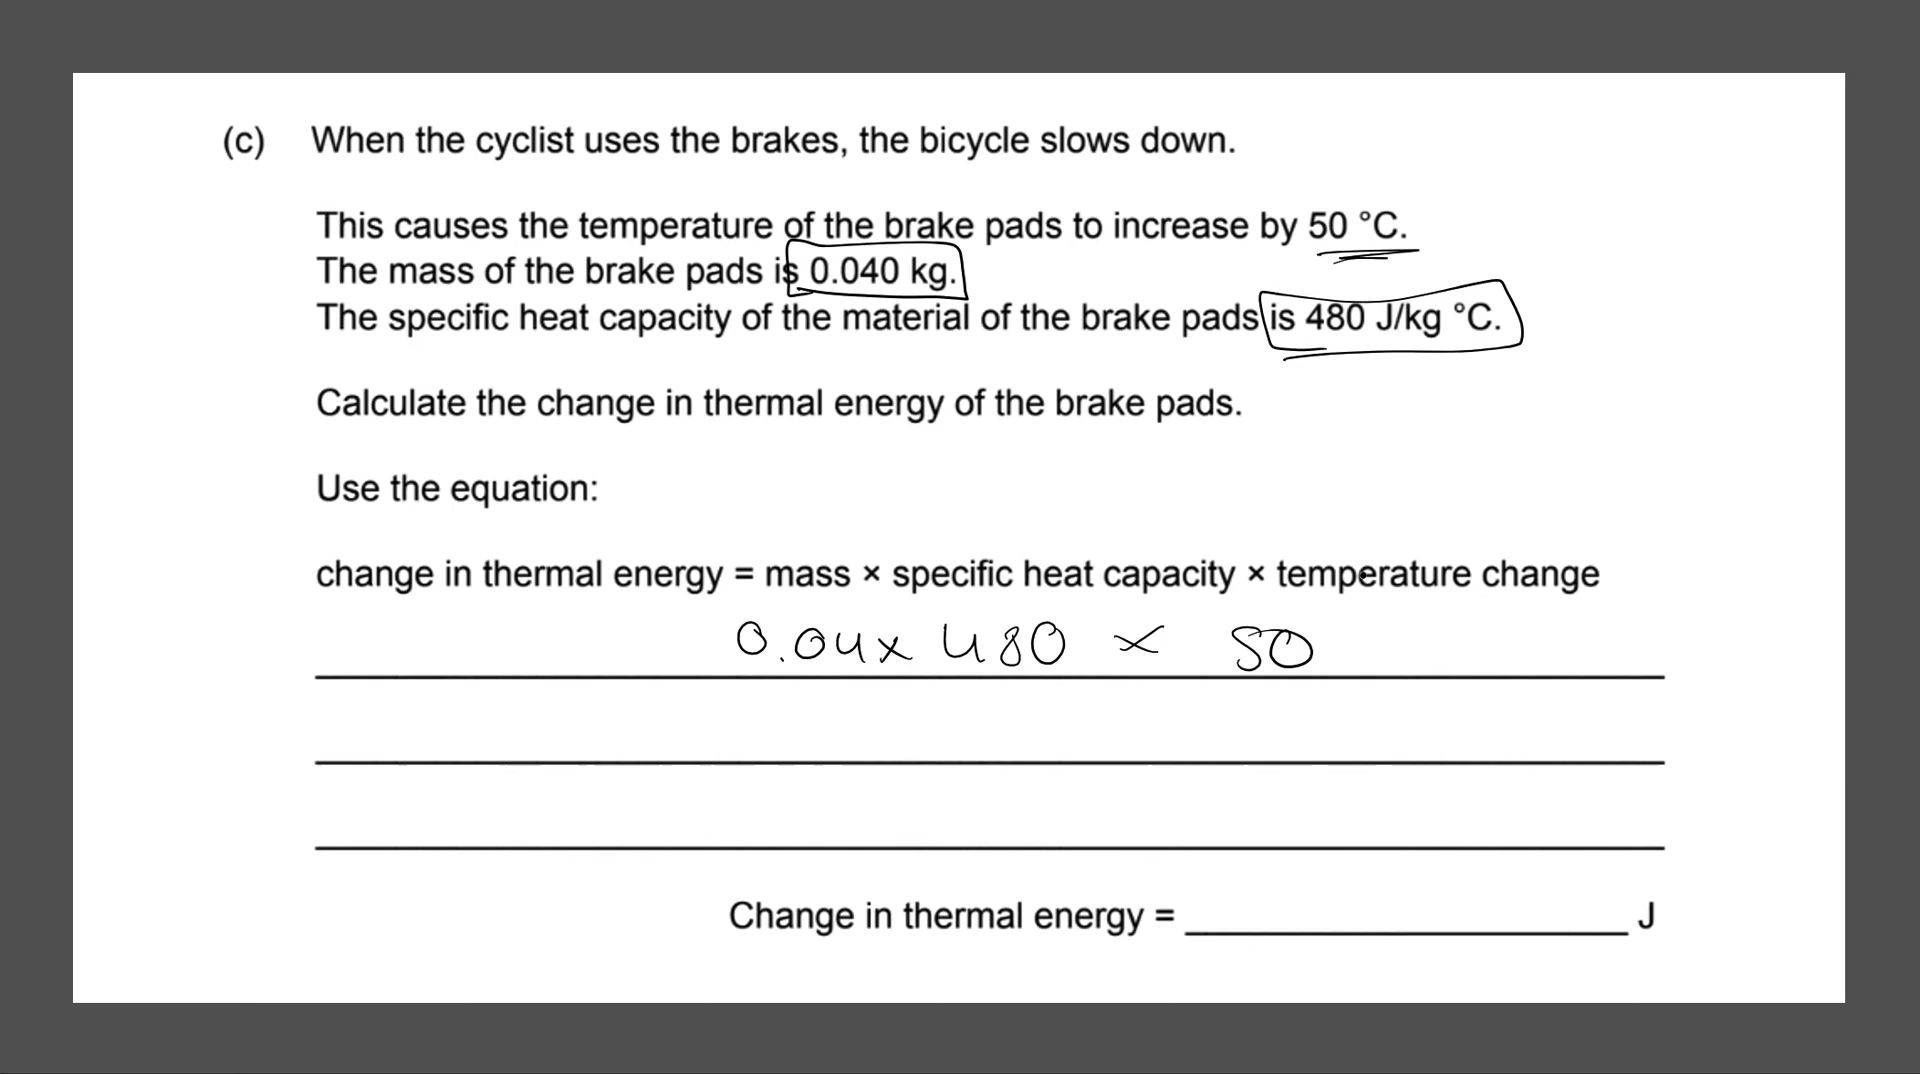 (c) When the cyclist uses the brakes, the bicycle slows down.
This causes the temperature of the brake pads to increase by 50 °C.
The mass of the brake pads is 0.040 kg.
The specific heat capacity of the material of the brake pads is 480 J/kg °C.
Calculate the change in thermal energy of the brake pads.
Use the equation:
change in thermal energy = mass × specific heat capacity × temperature change
0.04 x 480 x 50
Change in thermal energy = ____________________ J